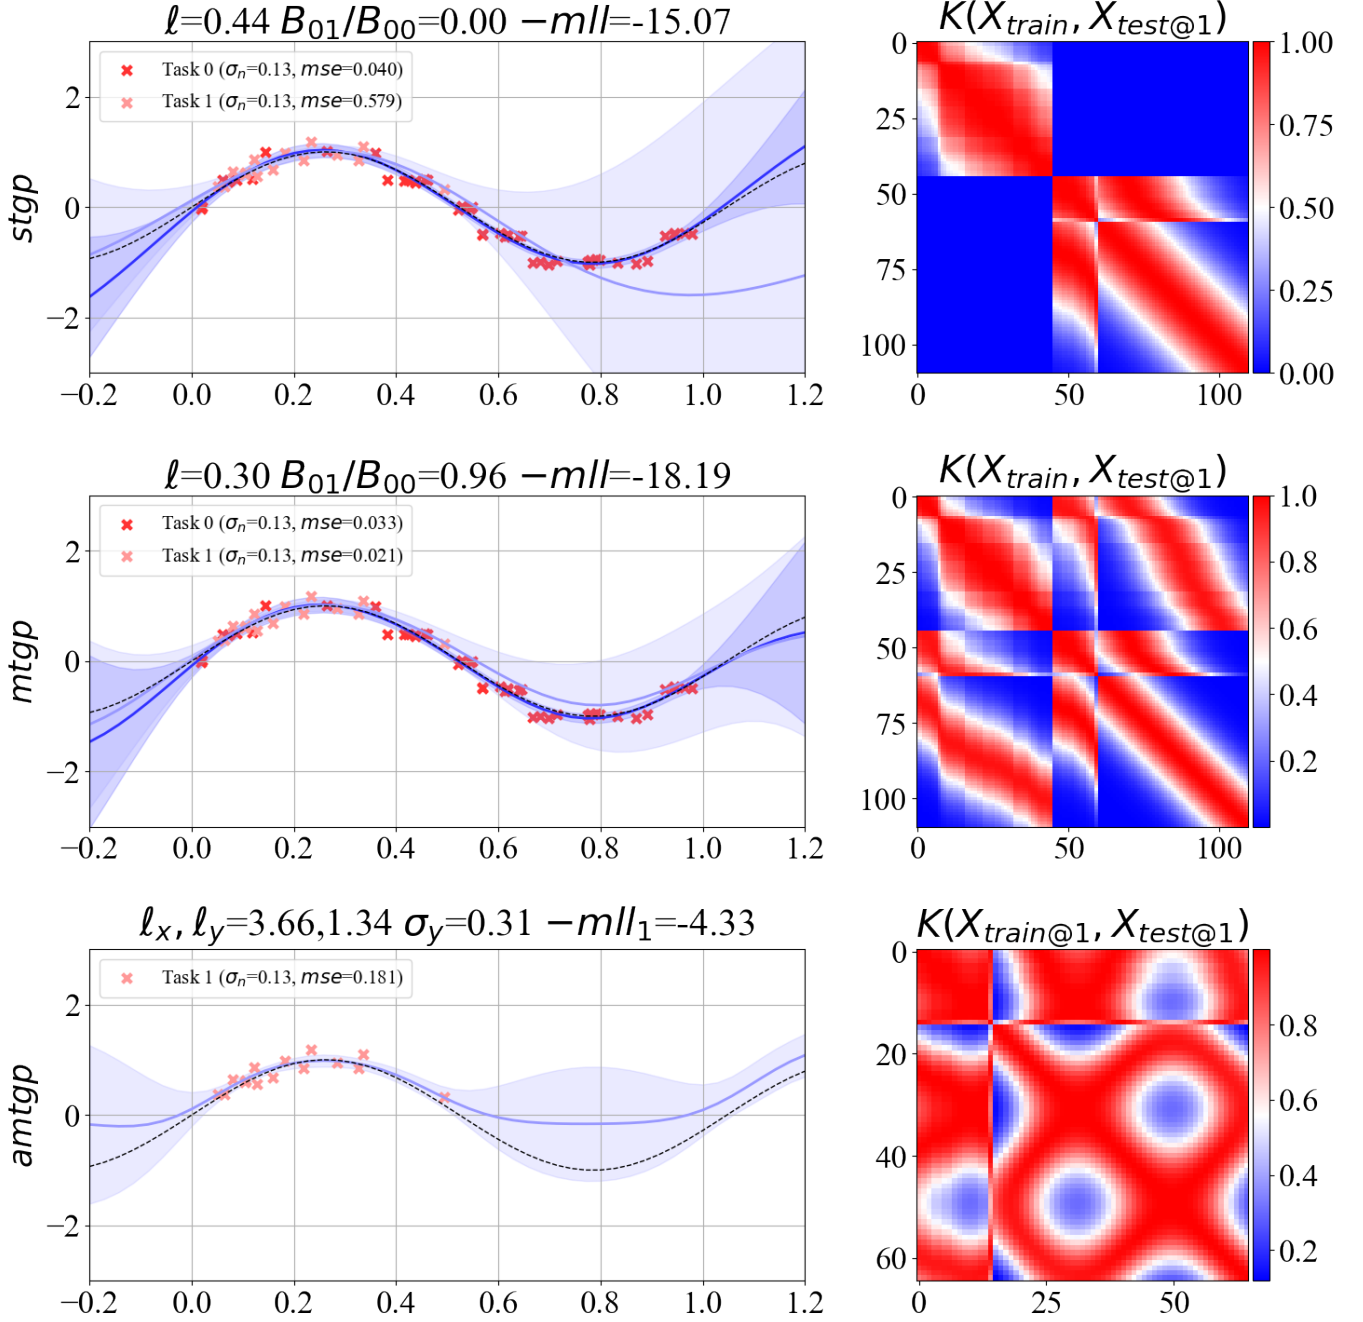 ℓ=0.44 B₀₁/B₀₀=0.00 −mll=-15.07
K(X_train, X_test@1)
stgp
Task 0 (σₙ=0.13, mse=0.040)
Task 1 (σₙ=0.13, mse=0.579)
2
0
−2
−0.2 0.0 0.2 0.4 0.6 0.8 1.0 1.2
0
25
50
75
100
0 50 100
1.00
0.75
0.50
0.25
0.00
ℓ=0.30 B₀₁/B₀₀=0.96 −mll=-18.19
K(X_train, X_test@1)
mtgp
Task 0 (σₙ=0.13, mse=0.033)
Task 1 (σₙ=0.13, mse=0.021)
2
0
−2
−0.2 0.0 0.2 0.4 0.6 0.8 1.0 1.2
0
25
50
75
100
0 50 100
1.0
0.8
0.6
0.4
0.2
ℓₓ, ℓ_y=3.66,1.34 σ_y=0.31 −mll₁=-4.33
K(X_train@1, X_test@1)
amtgp
Task 1 (σₙ=0.13, mse=0.181)
2
0
−2
−0.2 0.0 0.2 0.4 0.6 0.8 1.0 1.2
0
20
40
60
0 25 50
0.8
0.6
0.4
0.2